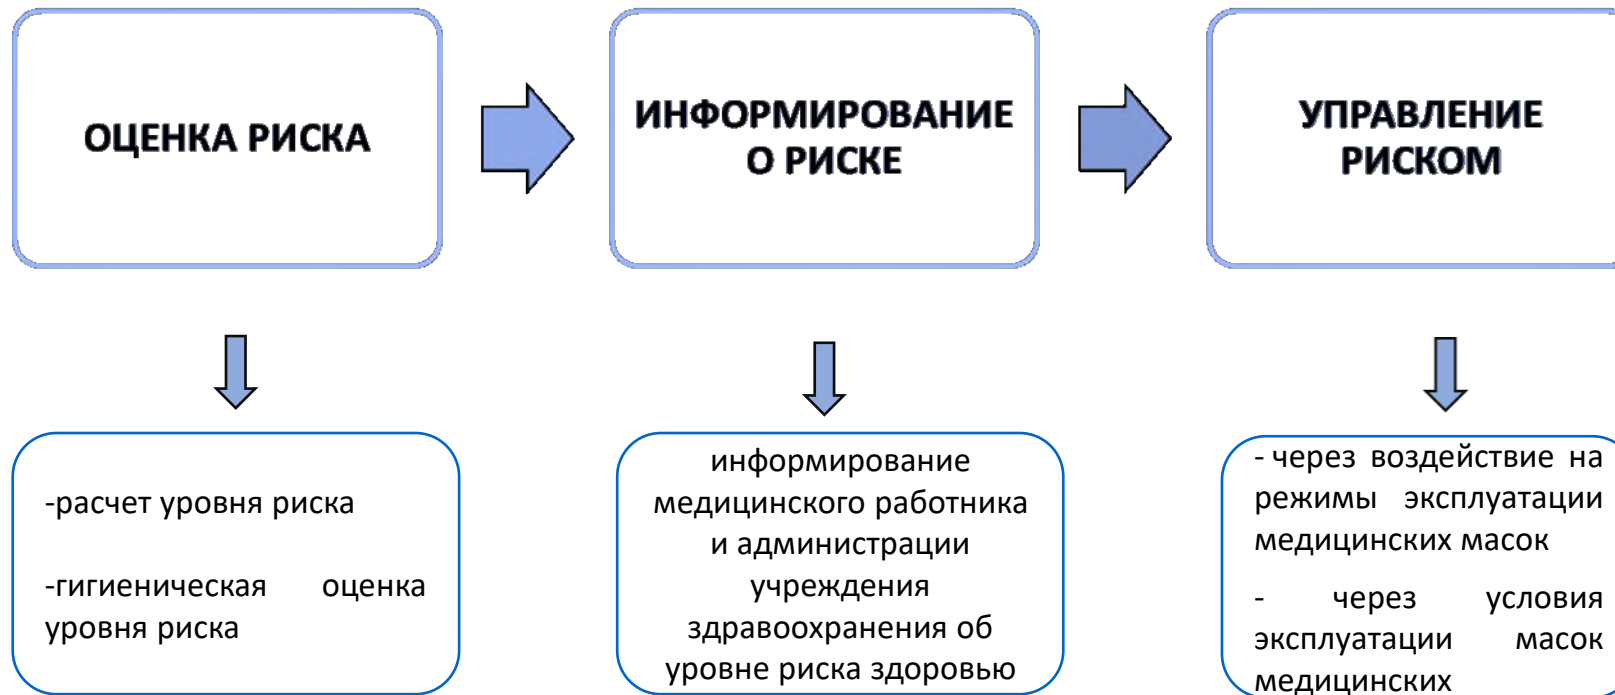 ОЦЕНКА РИСКА
ИНФОРМИРОВАНИЕ
О РИСКЕ
УПРАВЛЕНИЕ
РИСКОМ
-расчет уровня риска
-гигиеническая оценка
уровня риска
информирование
медицинского работника
и администрации
учреждения
здравоохранения об
уровне риска здоровью
- через воздействие на
режимы эксплуатации
медицинских масок
- через условия
эксплуатации масок
медицинских